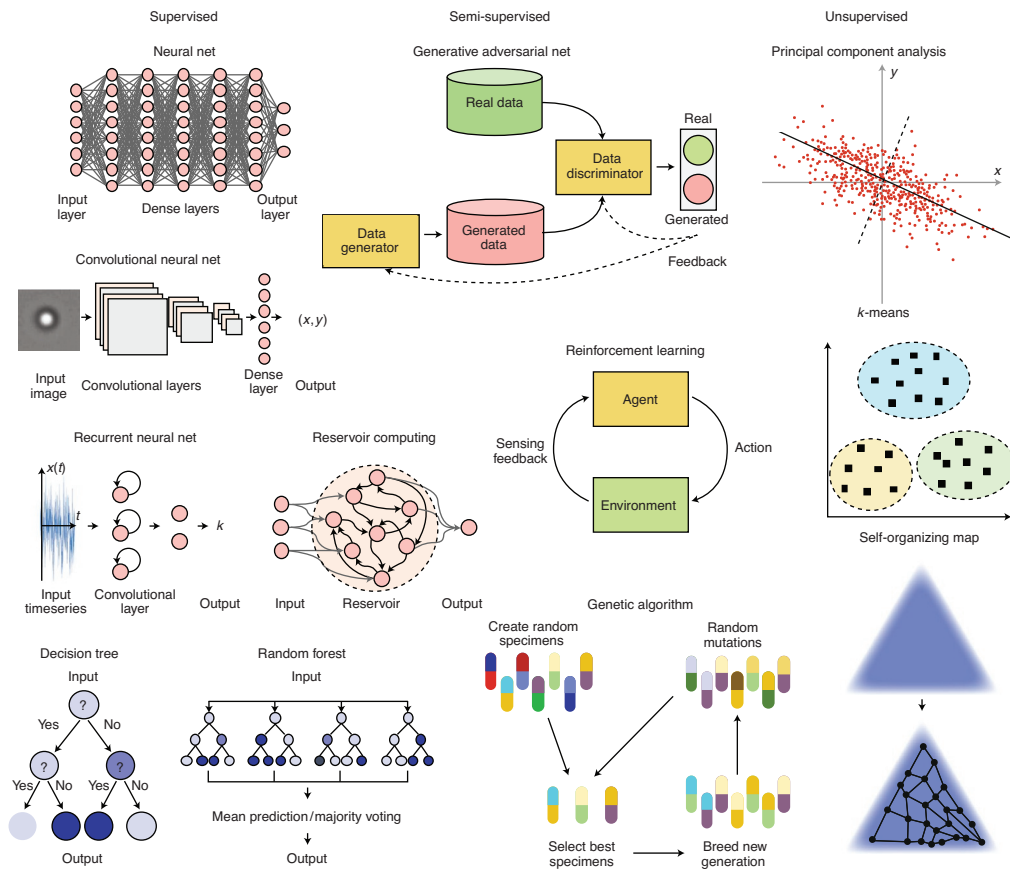 Supervised
Semi-supervised
Unsupervised
Neural net
Input
layer
Dense layers
Output
layer
Convolutional neural net
(x, y)
Input
image
Convolutional layers
Dense
layer
Output
Recurrent neural net
x(t)
t
k
Input
timeseries
Convolutional
layer
Output
Reservoir computing
Input
Reservoir
Output
Decision tree
Input
?
Yes
No
?
?
Yes
No
Yes
No
Output
Random forest
Input
Mean prediction/majority voting
Output
Generative adversarial net
Real data
Real
Data
discriminator
Generated
Data
generator
Generated
data
Feedback
Reinforcement learning
Agent
Sensing
feedback
Action
Environment
Genetic algorithm
Create random
specimens
Random
mutations
Select best
specimens
Breed new
generation
Principal component analysis
y
x
k-means
Self-organizing map